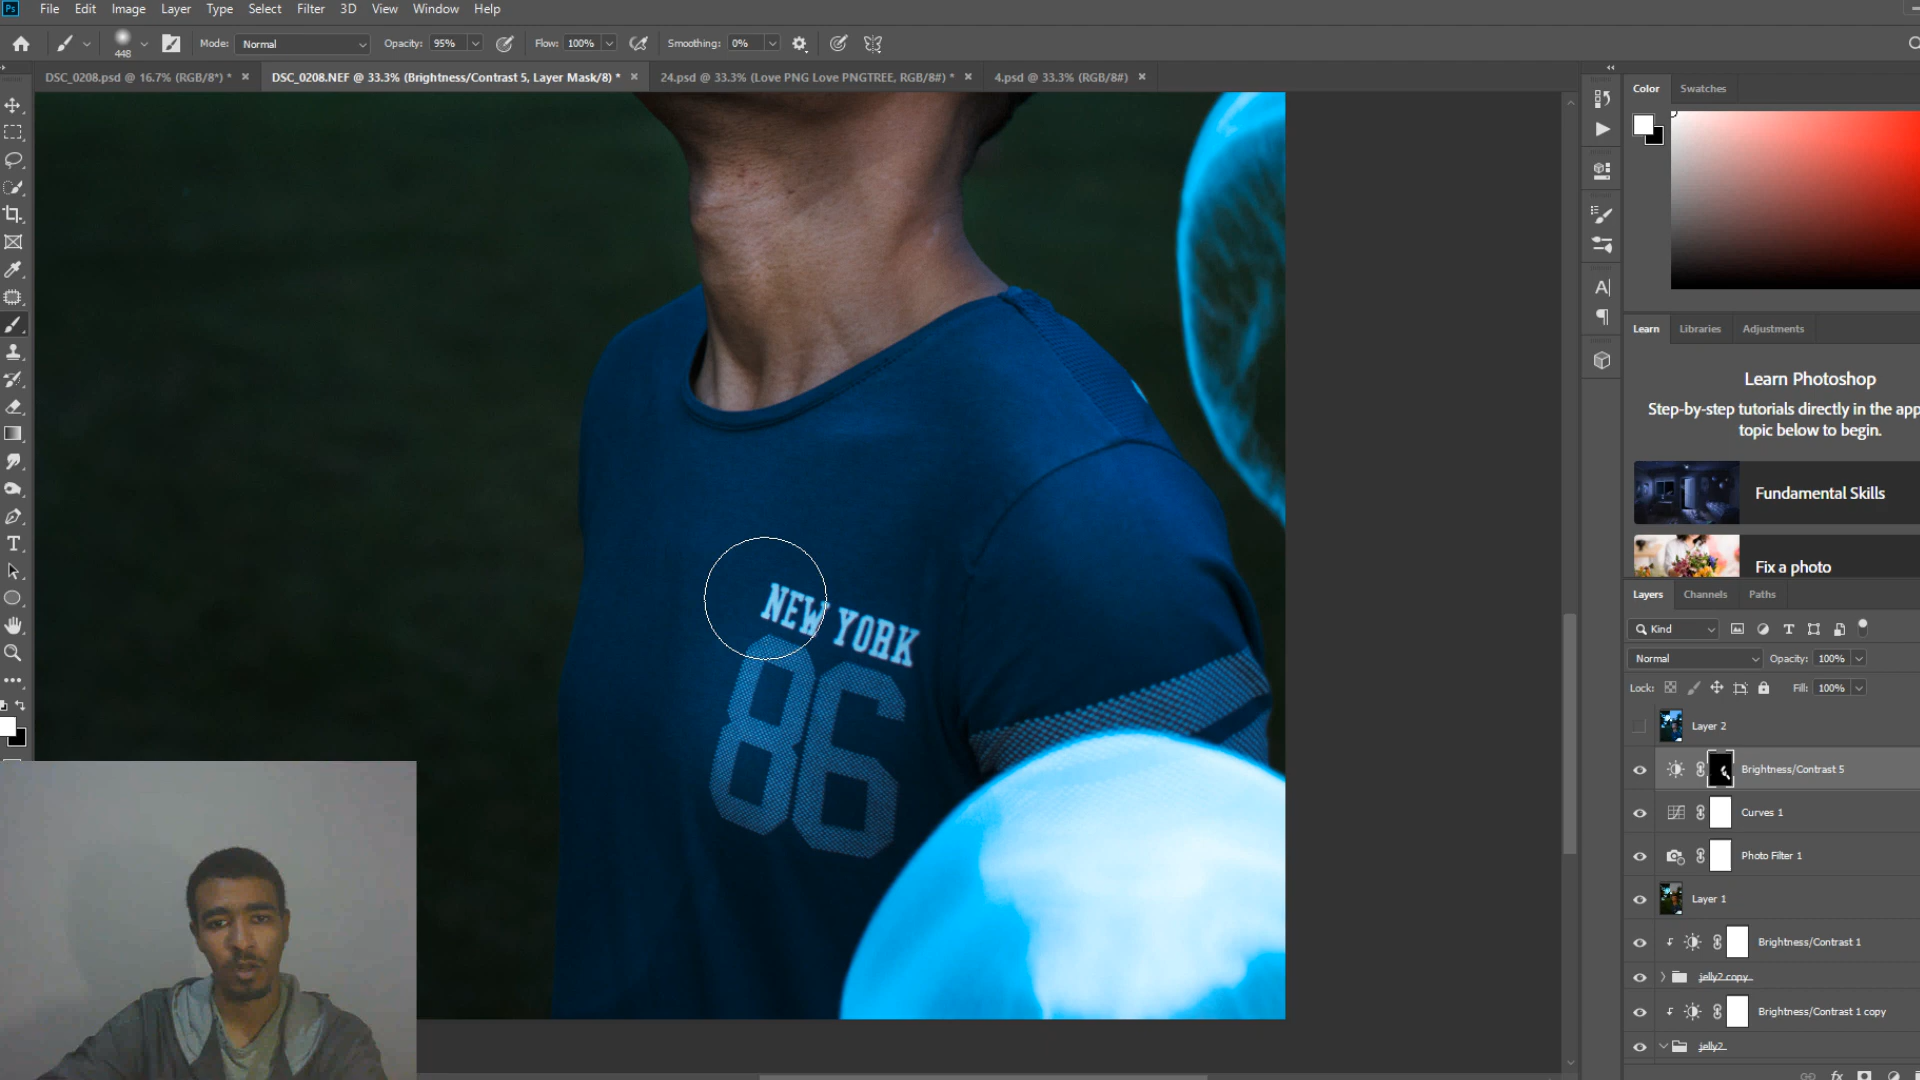 Ps File Edit Image Layer Type Select Filter 3D View Window Help
448 Mode: Normal Opacity: 95% Flow: 100% Smoothing: 0%
DSC_0208.psd @ 16.7% (RGB/8*) * × DSC_0208.NEF @ 33.3% (Brightness/Contrast 5, Layer Mask/8) * × 24.psd @ 33.3% (Love PNG Love PNGTREE, RGB/8#) * × 4.psd @ 33.3% (RGB/8#) ×
Color Swatches
Learn Libraries Adjustments
Learn Photoshop
Step-by-step tutorials directly in the app
topic below to begin.
Fundamental Skills
Fix a photo
NEW YORK
86
Layers Channels Paths
Kind
Normal Opacity: 100%
Lock: Fill: 100%
Layer 2
Brightness/Contrast 5
Curves 1
Photo Filter 1
Layer 1
Brightness/Contrast 1
jelly2 copy
Brightness/Contrast 1 copy
jelly2
fx